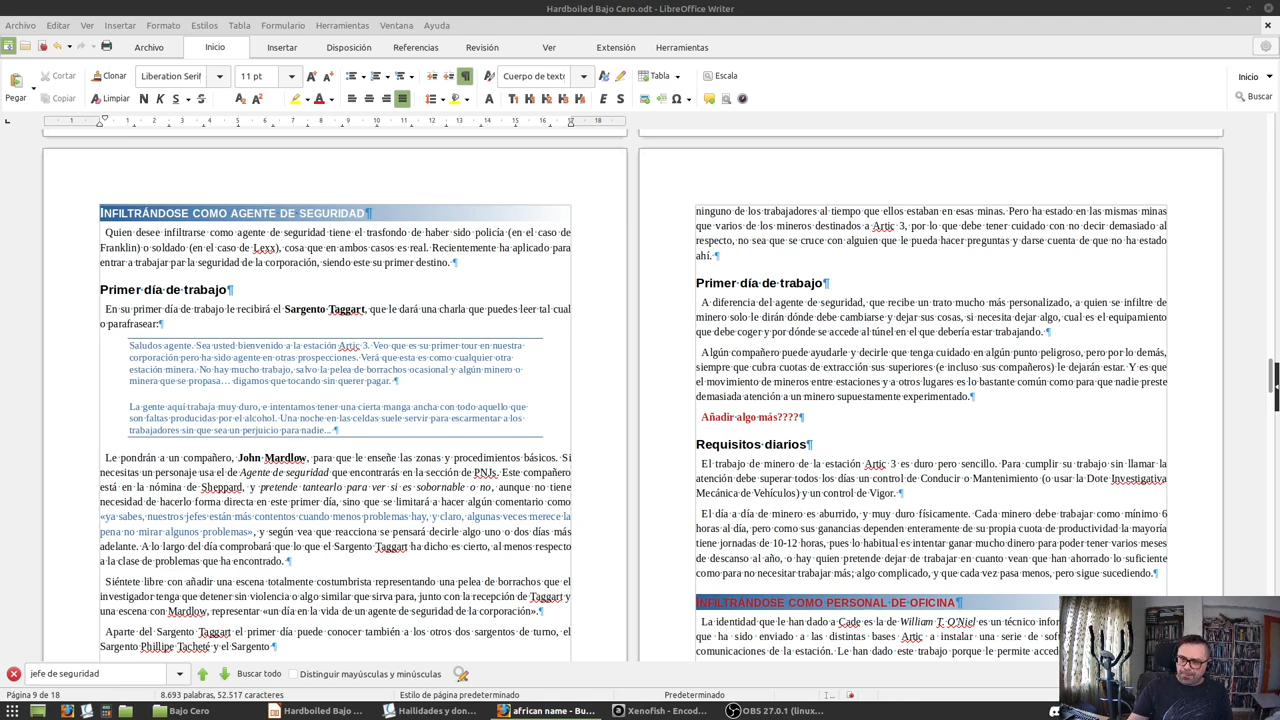 Hardboiled Bajo Cero.odt - LibreOffice Writer
Archivo Editar Ver Insertar Formato Estilos Tabla Formulario Herramientas Ventana Ayuda
Archivo Inicio Insertar Disposición Referencias Revisión Ver Extensión Herramientas
Pegar Cortar Clonar Liberation Serif 11 pt Cuerpo de texto Tabla Escala Inicio
Copiar Limpiar Buscar
1 1 2 3 4 5 6 7 8 9 10 11 12 13 14 15 16 17 18
INFILTRÁNDOSE COMO AGENTE DE SEGURIDAD¶
Quien desee infiltrarse como agente de seguridad tiene el trasfondo de haber sido policía (en el caso de
Franklin) o soldado (en el caso de Lexx), cosa que en ambos casos es real. Recientemente ha aplicado para
entrar a trabajar par la seguridad de la corporación, siendo este su primer destino. ¶
Primer día de trabajo¶
En su primer día de trabajo le recibirá el Sargento Taggart, que le dará una charla que puedes leer tal cual
o parafrasear:¶
Saludos agente. Sea usted bienvenido a la estación Artic 3. Veo que es su primer tour en nuestra
corporación pero ha sido agente en otras prospecciones. Verá que esta es como cualquier otra
estación minera. No hay mucho trabajo, salvo la pelea de borrachos ocasional y algún minero o
minera que se propasa… digamos que tocando sin querer pagar. ¶
La gente aquí trabaja muy duro, e intentamos tener una cierta manga ancha con todo aquello que
son faltas producidas por el alcohol. Una noche en las celdas suele servir para escarmentar a los
trabajadores sin que sea un perjuicio para nadie... ¶
Le pondrán a un compañero, John Mardlow, para que le enseñe las zonas y procedimientos básicos. Si
necesitas un personaje usa el de Agente de seguridad que encontrarás en la sección de PNJs. Este compañero
está en la nómina de Sheppard, y pretende tantearlo para ver si es sobornable o no, aunque no tiene
necesidad de hacerlo forma directa en este primer día, sino que se limitará a hacer algún comentario como
«ya sabes, nuestros jefes están más contentos cuando menos problemas hay, y claro, algunas veces merece la
pena no mirar algunos problemas», y según vea que reacciona se pensará decirle algo uno o dos días más
adelante. A lo largo del día comprobará que lo que el Sargento Taggart ha dicho es cierto, al menos respecto
a la clase de problemas que ha encontrado. ¶
Siéntete libre con añadir una escena totalmente costumbrista representando una pelea de borrachos que el
investigador tenga que detener sin violencia o algo similar que sirva para, junto con la recepción de Taggart y
una escena con Mardlow, representar «un día en la vida de un agente de seguridad de la corporación».¶
Aparte del Sargento Taggart el primer día puede conocer también a los otros dos sargentos de turno, el
Sargento Phillipe Tacheté y el Sargento ¶
ninguno de los trabajadores al tiempo que ellos estaban en esas minas. Pero ha estado en las mismas minas
que varios de los mineros destinados a Artic 3, por lo que debe tener cuidado con no decir demasiado al
respecto, no sea que se cruce con alguien que le pueda hacer preguntas y darse cuenta de que no ha estado
ahí. ¶
Primer día de trabajo¶
A diferencia del agente de seguridad, que recibe un trato mucho más personalizado, a quien se infiltre de
minero solo le dirán dónde debe cambiarse y dejar sus cosas, si necesita dejar algo, cual es el equipamiento
que debe coger y por dónde se accede al túnel en el que debería estar trabajando. ¶
Algún compañero puede ayudarle y decirle que tenga cuidado en algún punto peligroso, pero por lo demás,
siempre que cubra cuotas de extracción sus superiores (e incluso sus compañeros) le dejarán estar. Y es que
el movimiento de mineros entre estaciones y a otros lugares es lo bastante común como para que nadie preste
demasiada atención a un minero supuestamente experimentado.¶
Añadir algo más????¶
Requisitos diarios¶
El trabajo de minero de la estación Artic 3 es duro pero sencillo. Para cumplir su trabajo sin llamar la
atención debe superar todos los días un control de Conducir o Mantenimiento (o usar la Dote Investigativa
Mecánica de Vehículos) y un control de Vigor. ¶
El día a día de minero es aburrido, y muy duro físicamente. Cada minero debe trabajar como mínimo 6
horas al día, pero como sus ganancias dependen enteramente de su propia cuota de productividad la mayoría
tiene jornadas de 10-12 horas, pues lo habitual es intentar ganar mucho dinero para poder tener varios meses
de descanso al año, o hay quien pretende dejar de trabajar en cuanto vean que han ahorrado lo suficiente
como para no necesitar trabajar más; algo complicado, y que cada vez pasa menos, pero sigue sucediendo.¶
INFILTRÁNDOSE COMO PERSONAL DE OFICINA¶
La identidad que le han dado a Cade es la de William T. O'Niel es un técnico infor
que ha sido enviado a las distintas bases Artic a instalar una serie de sof
comunicaciones de la estación. Le han dado este trabajo porque le permite acced
jefe de seguridad Buscar todo Distinguir mayúsculas y minúsculas
Página 9 de 18 8.693 palabras, 52.517 caracteres Estilo de página predeterminado Predeterminado
Bajo Cero Hardboiled Bajo ... Hailidades y don... african name - Bu... Xenofish - Encod... OBS 27.0.1 (linux...